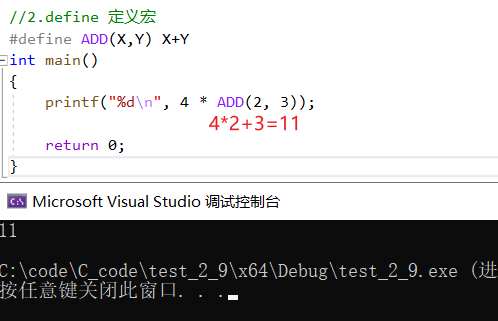 //2.define 定义宏
#define ADD(X,Y) X+Y
int main()
{
printf("%d\n", 4 * ADD(2, 3));
4*2+3=11
return 0;
}
Microsoft Visual Studio 调试控制台
11
C:\code\C_code\test_2_9\x64\Debug\test_2_9.exe (进
按任意键关闭此窗口. . .